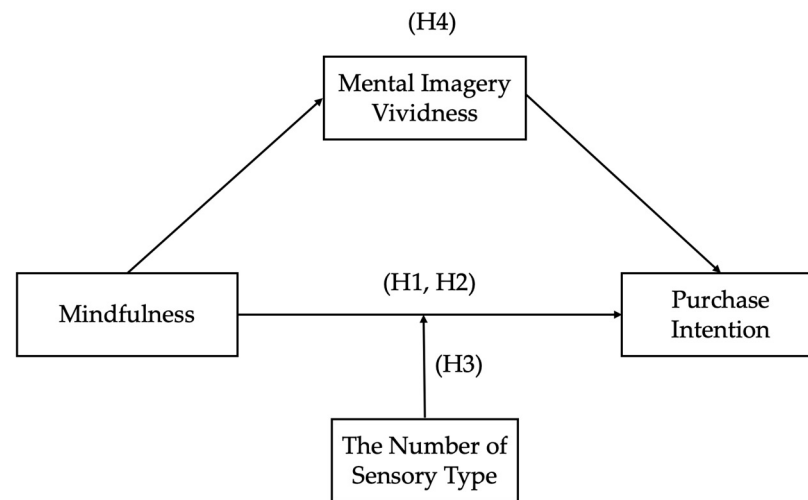 (H4)
Mental Imagery
Vividness
(H1, H2)
Mindfulness
Purchase
Intention
(H3)
The Number of
Sensory Type